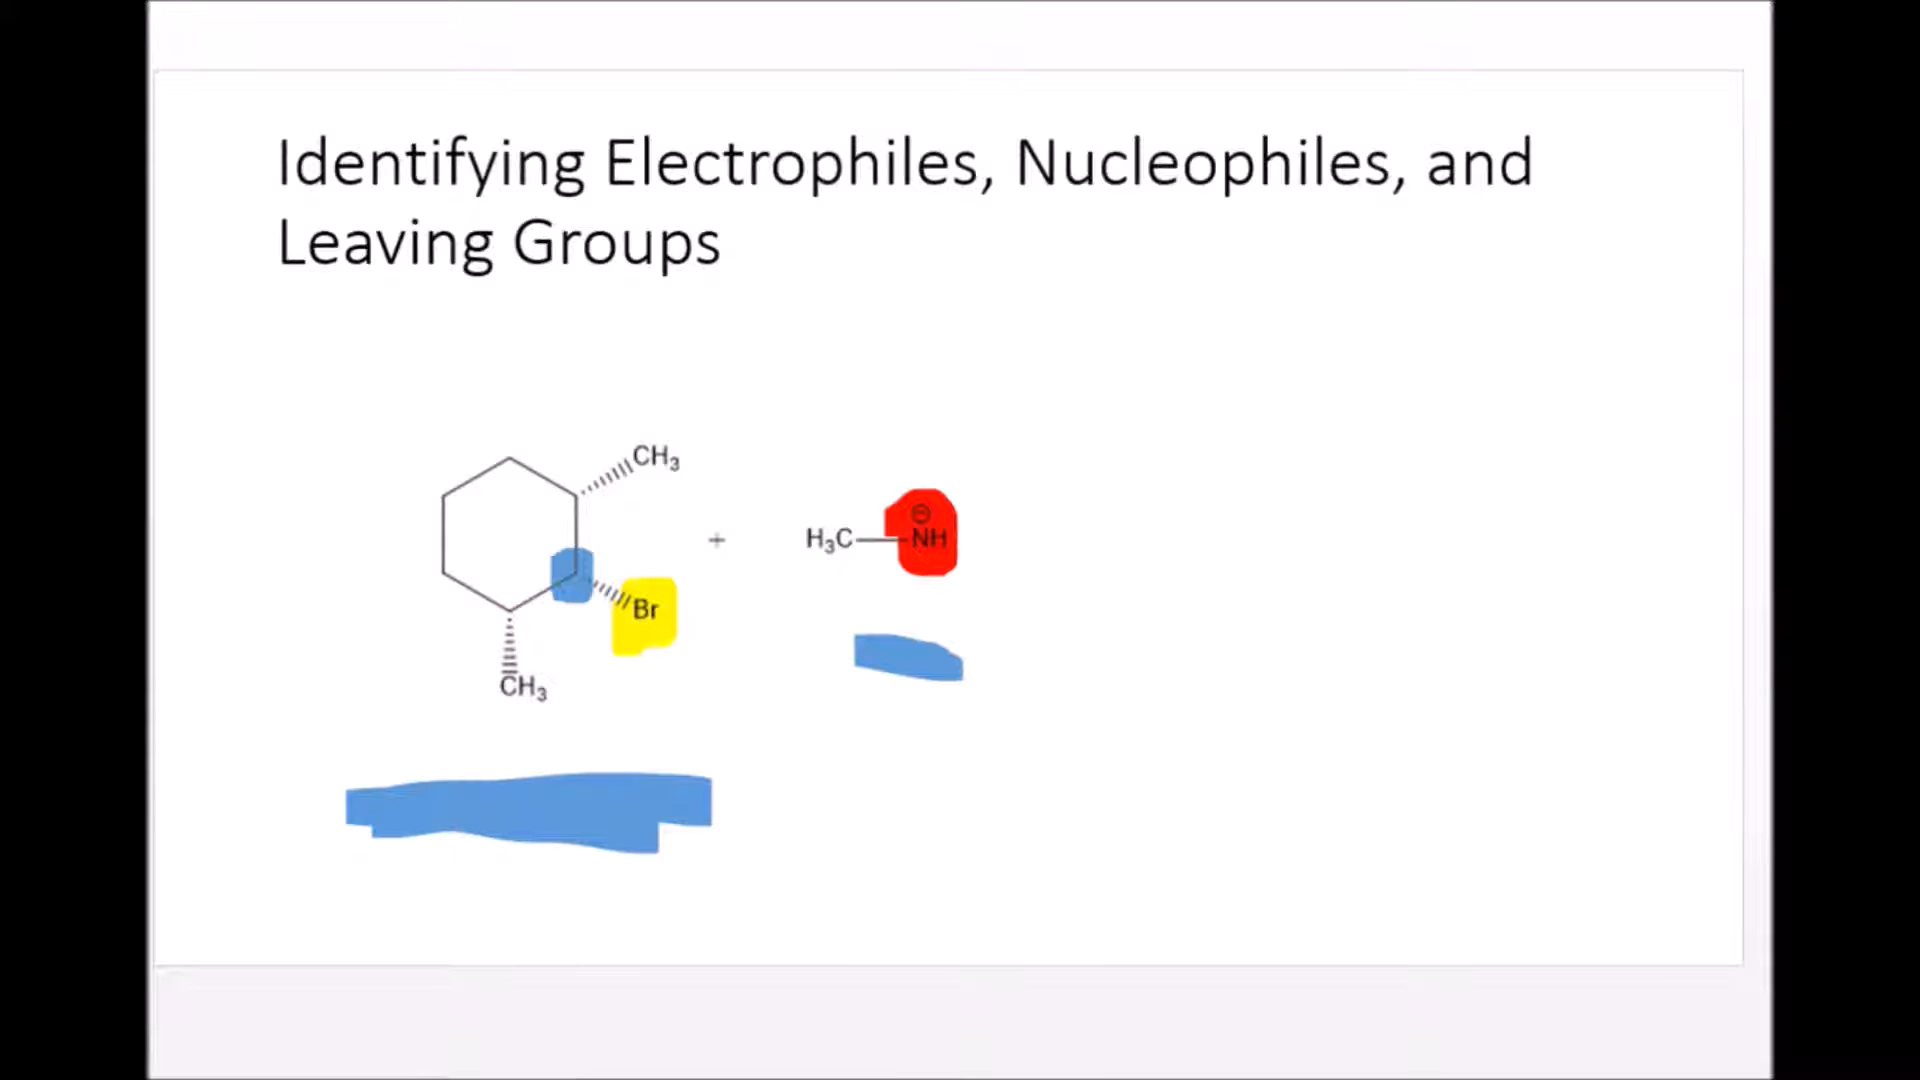 Identifying Electrophiles, Nucleophiles, and
Leaving Groups
CH₃
+
H₃C
⊖
NH
Br
CH₃